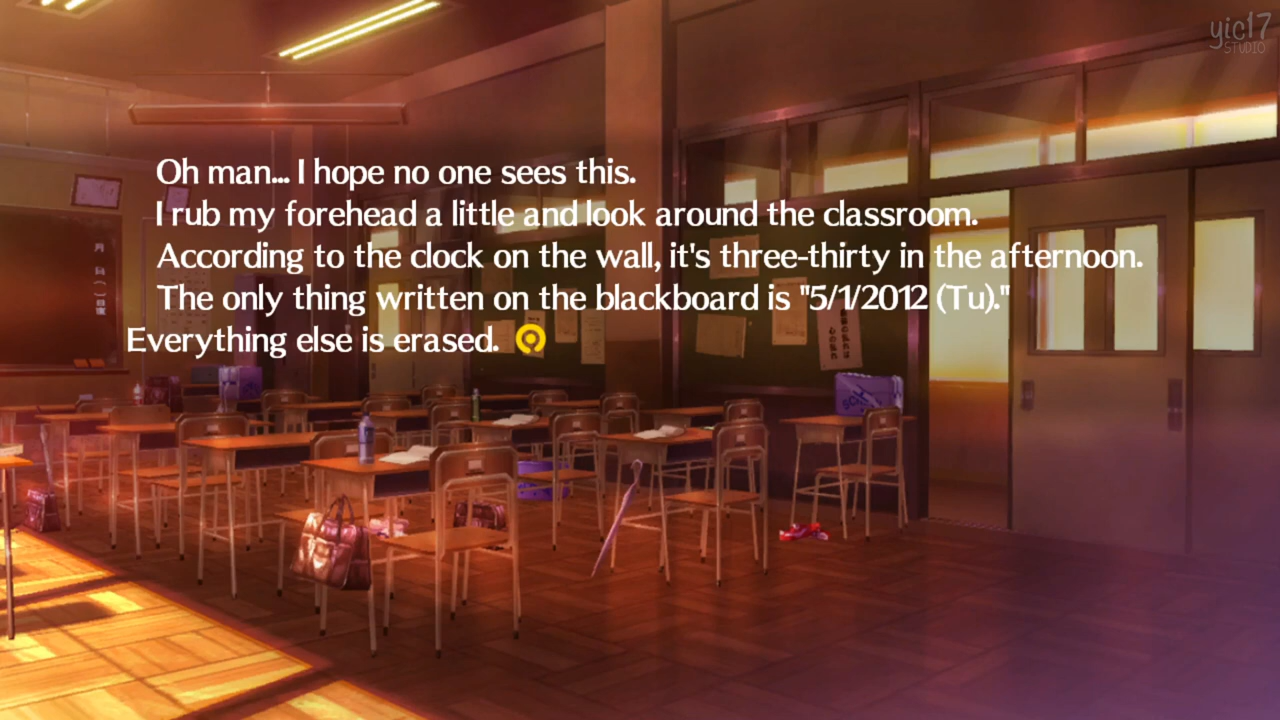 yic17
STUDIO
Oh man... I hope no one sees this.
I rub my forehead a little and look around the classroom.
According to the clock on the wall, it's three-thirty in the afternoon.
The only thing written on the blackboard is "5/1/2012 (Tu)."
Everything else is erased.
月
日